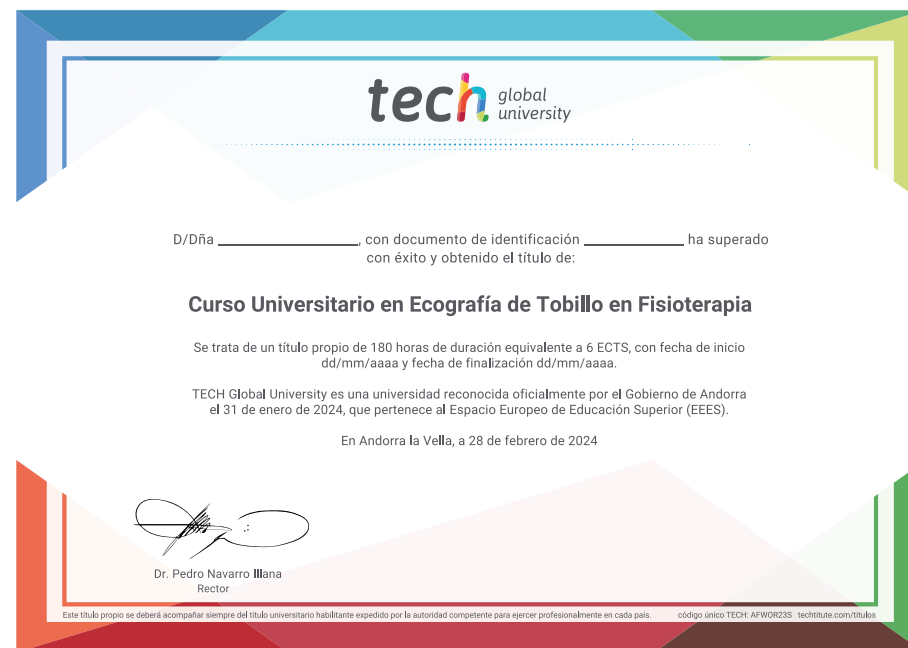 tech global university
D/Dña ____________________, con documento de identificación ______________ ha superado
con éxito y obtenido el título de:
Curso Universitario en Ecografía de Tobillo en Fisioterapia
Se trata de un título propio de 180 horas de duración equivalente a 6 ECTS, con fecha de inicio
dd/mm/aaaa y fecha de finalización dd/mm/aaaa.
TECH Global University es una universidad reconocida oficialmente por el Gobierno de Andorra
el 31 de enero de 2024, que pertenece al Espacio Europeo de Educación Superior (EEES).
En Andorra la Vella, a 28 de febrero de 2024
Dr. Pedro Navarro Illana
Rector
Este título propio se deberá acompañar siempre del título universitario habilitante expedido por la autoridad competente para ejercer profesionalmente en cada país. código único TECH: AFWOR23S techtitute.com/titulos